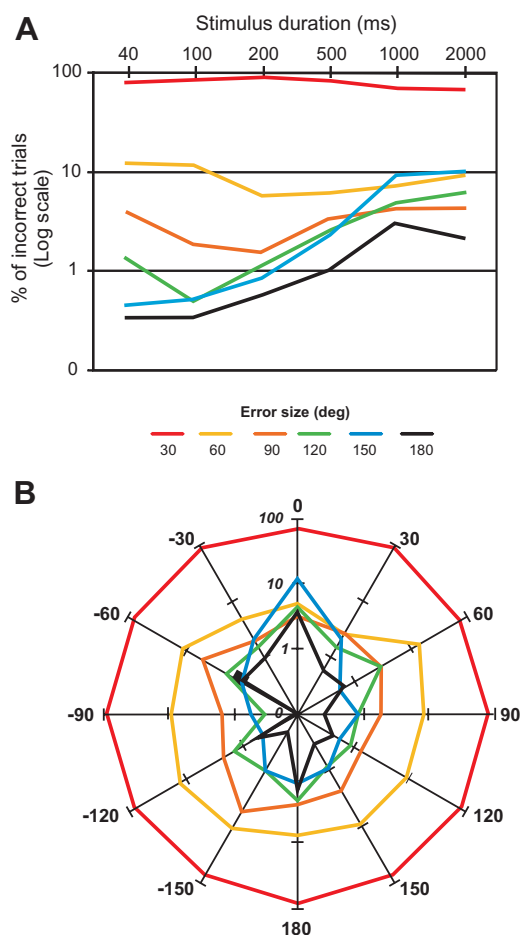 A
Stimulus duration (ms)
40 100 200 500 1000 2000
% of incorrect trials
(Log scale)
100
10
1
0
Error size (deg)
30 60 90 120 150 180
B
0
30
60
90
120
150
180
-150
-120
-90
-60
-30
100
10
1
0